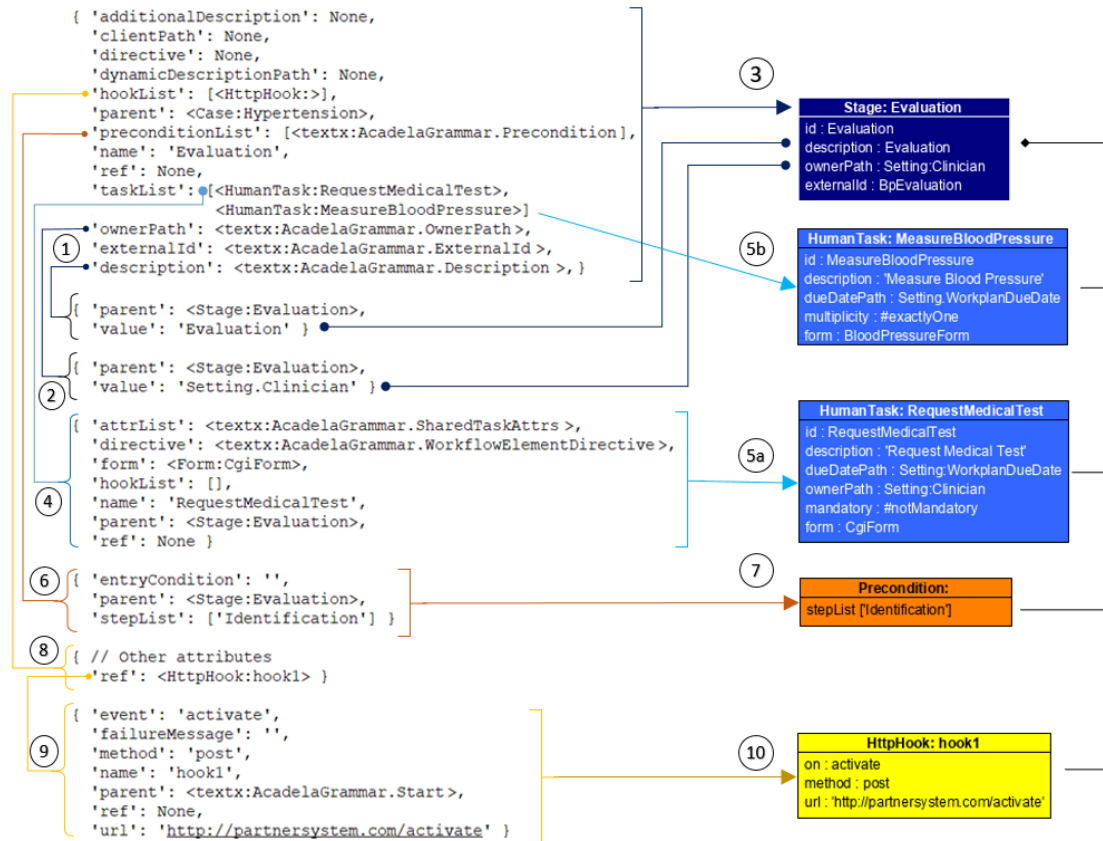 { 'additionalDescription': None,
'clientPath': None,
'directive': None,
'dynamicDescriptionPath': None,
'hookList': [<HttpHook:>],
'parent': <Case:Hypertension>,
'preconditionList': [<textx:AcadelaGrammar.Precondition],
'name': 'Evaluation',
'ref': None,
'taskList': [<HumanTask:RequestMedicalTest>,
<HumanTask:MeasureBloodPressure>]
'ownerPath': <textx:AcadelaGrammar.OwnerPath>,
'externalId': <textx:AcadelaGrammar.ExternalId>,
'description': <textx:AcadelaGrammar.Description>,}
1
{ 'parent': <Stage:Evaluation>,
'value': 'Evaluation' }
2
{ 'parent': <Stage:Evaluation>,
'value': 'Setting.Clinician' }
4
{ 'attrList': <textx:AcadelaGrammar.SharedTaskAttrs>,
'directive': <textx:AcadelaGrammar.WorkflowElementDirective>,
'form': <Form:CgiForm>,
'hookList': [],
'name': 'RequestMedicalTest',
'parent': <Stage:Evaluation>,
'ref': None }
6
{ 'entryCondition': '',
'parent': <Stage:Evaluation>,
'stepList': ['Identification'] }
8
{ // Other attributes
'ref': <HttpHook:hook1> }
9
{ 'event': 'activate',
'failureMessage': '',
'method': 'post',
'name': 'hook1',
'parent': <textx:AcadelaGrammar.Start>,
'ref': None,
'url': 'http://partnersystem.com/activate' }
3
Stage: Evaluation
id : Evaluation
description : Evaluation
ownerPath : Setting:Clinician
externalId : BpEvaluation
5b
HumanTask: MeasureBloodPressure
id : MeasureBloodPressure
description : 'Measure Blood Pressure'
dueDatePath : Setting.WorkplanDueDate
multiplicity : #exactlyOne
form : BloodPressureForm
5a
HumanTask: RequestMedicalTest
id : RequestMedicalTest
description : 'Request Medical Test'
dueDatePath : Setting:WorkplanDueDate
ownerPath : Setting:Clinician
mandatory : #notMandatory
form : CgiForm
7
Precondition:
stepList ['Identification']
10
HttpHook: hook1
on : activate
method : post
url : 'http://partnersystem.com/activate'